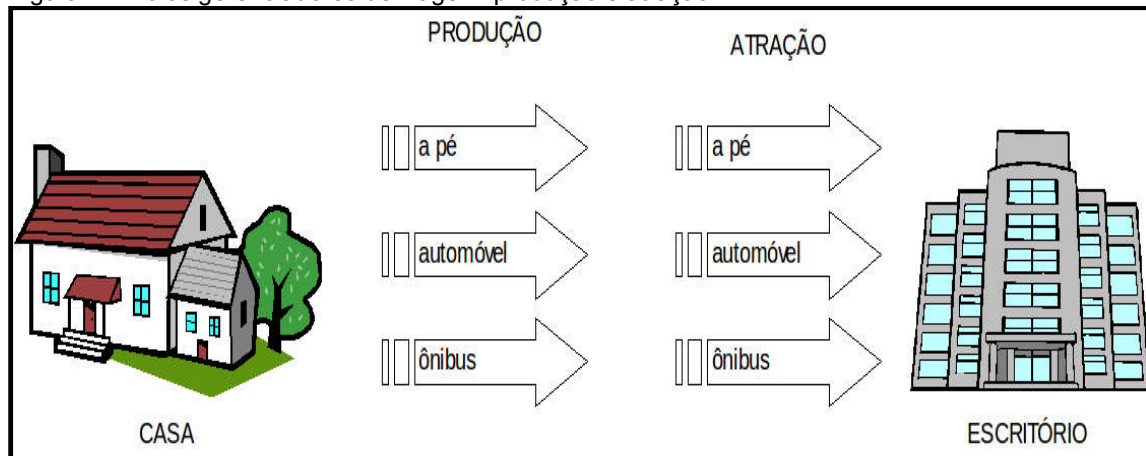 PRODUÇÃO
ATRAÇÃO
a pé
a pé
automóvel
automóvel
ônibus
ônibus
CASA
ESCRITÓRIO